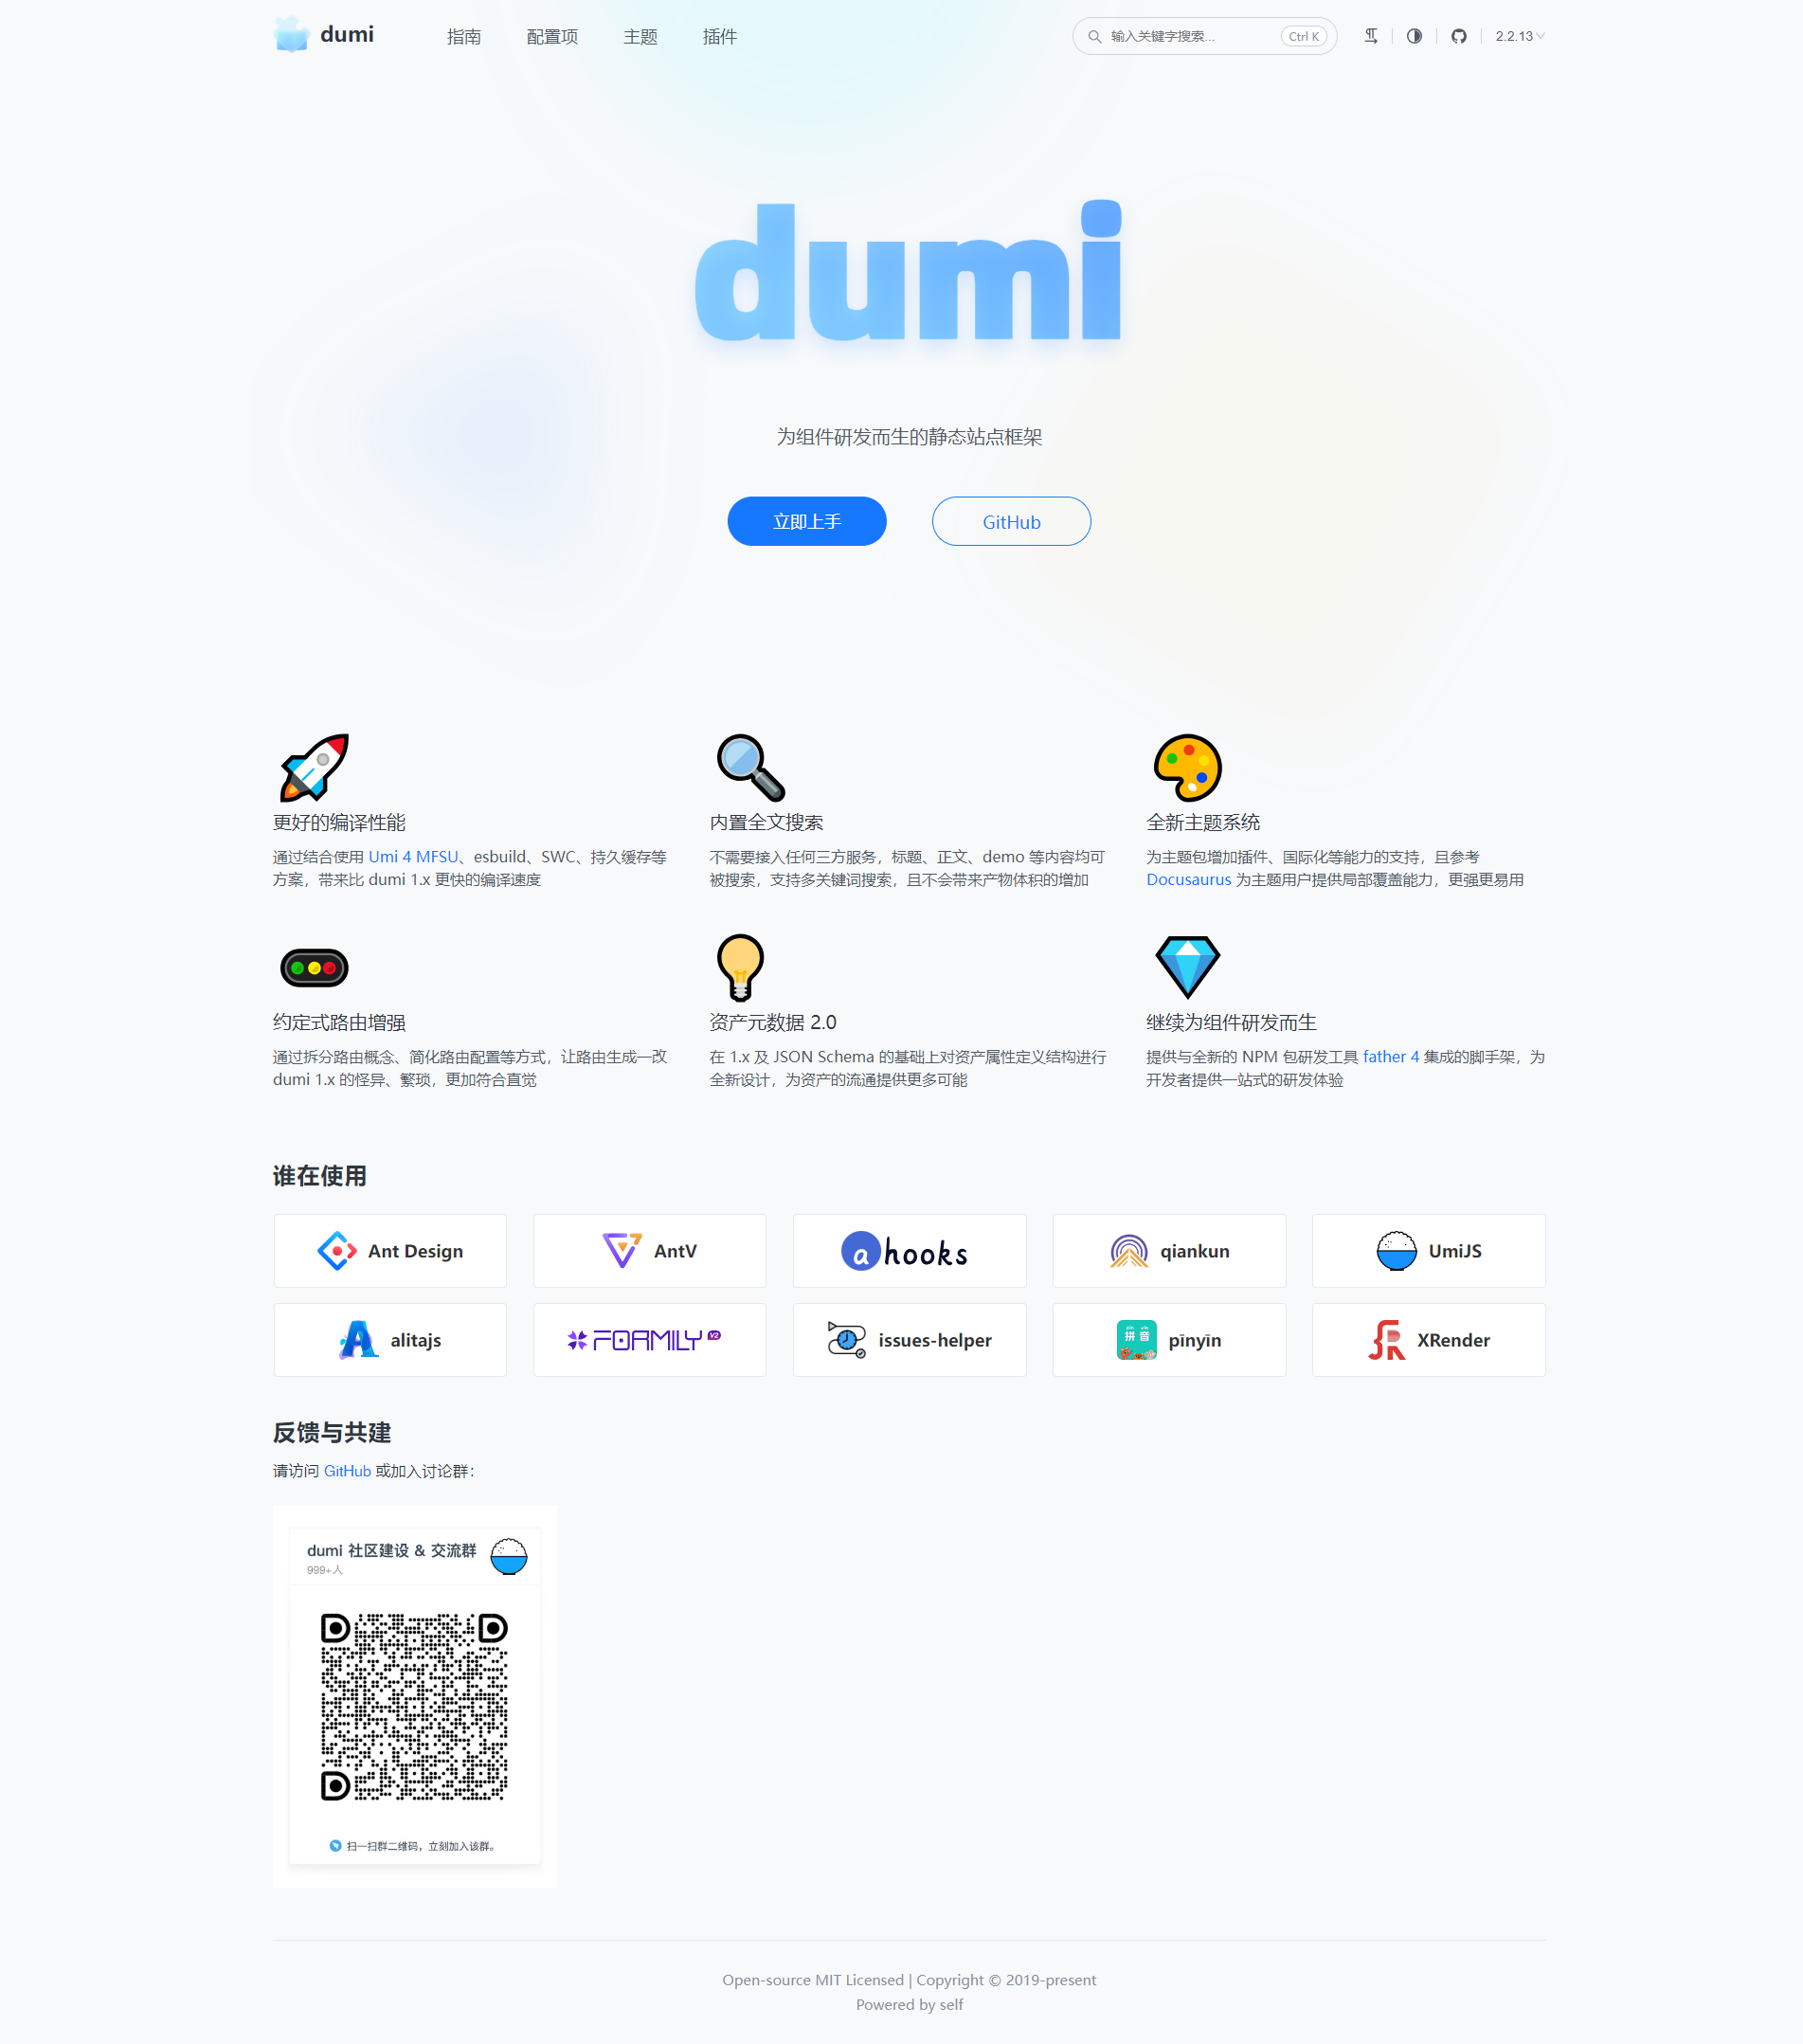 dumi
指南
配置项
主题
插件
输入关键字搜索...
Ctrl K
2.2.13
dumi
为组件研发而生的静态站点框架
立即上手
GitHub
更好的编译性能
通过结合使用 Umi 4 MFSU、esbuild、SWC、持久缓存等
方案，带来比 dumi 1.x 更快的编译速度
内置全文搜索
不需要接入任何三方服务，标题、正文、demo 等内容均可
被搜索，支持多关键词搜索，且不会带来产物体积的增加
全新主题系统
为主题包增加插件、国际化等能力的支持，且参考
Docusaurus 为主题用户提供局部覆盖能力，更强更易用
约定式路由增强
通过拆分路由概念、简化路由配置等方式，让路由生成一改
dumi 1.x 的怪异、繁琐，更加符合直觉
资产元数据 2.0
在 1.x 及 JSON Schema 的基础上对资产属性定义结构进行
全新设计，为资产的流通提供更多可能
继续为组件研发而生
提供与全新的 NPM 包研发工具 father 4 集成的脚手架，为
开发者提供一站式的研发体验
谁在使用
Ant Design
AntV
ahooks
qiankun
UmiJS
alitajs
FORMILY V2
issues-helper
pīn yīn
拼音
pīnyīn
XRender
反馈与共建
请访问 GitHub 或加入讨论群：
dumi 社区建设 & 交流群
999+人
扫一扫群二维码，立刻加入该群。
Open-source MIT Licensed | Copyright © 2019-present
Powered by self